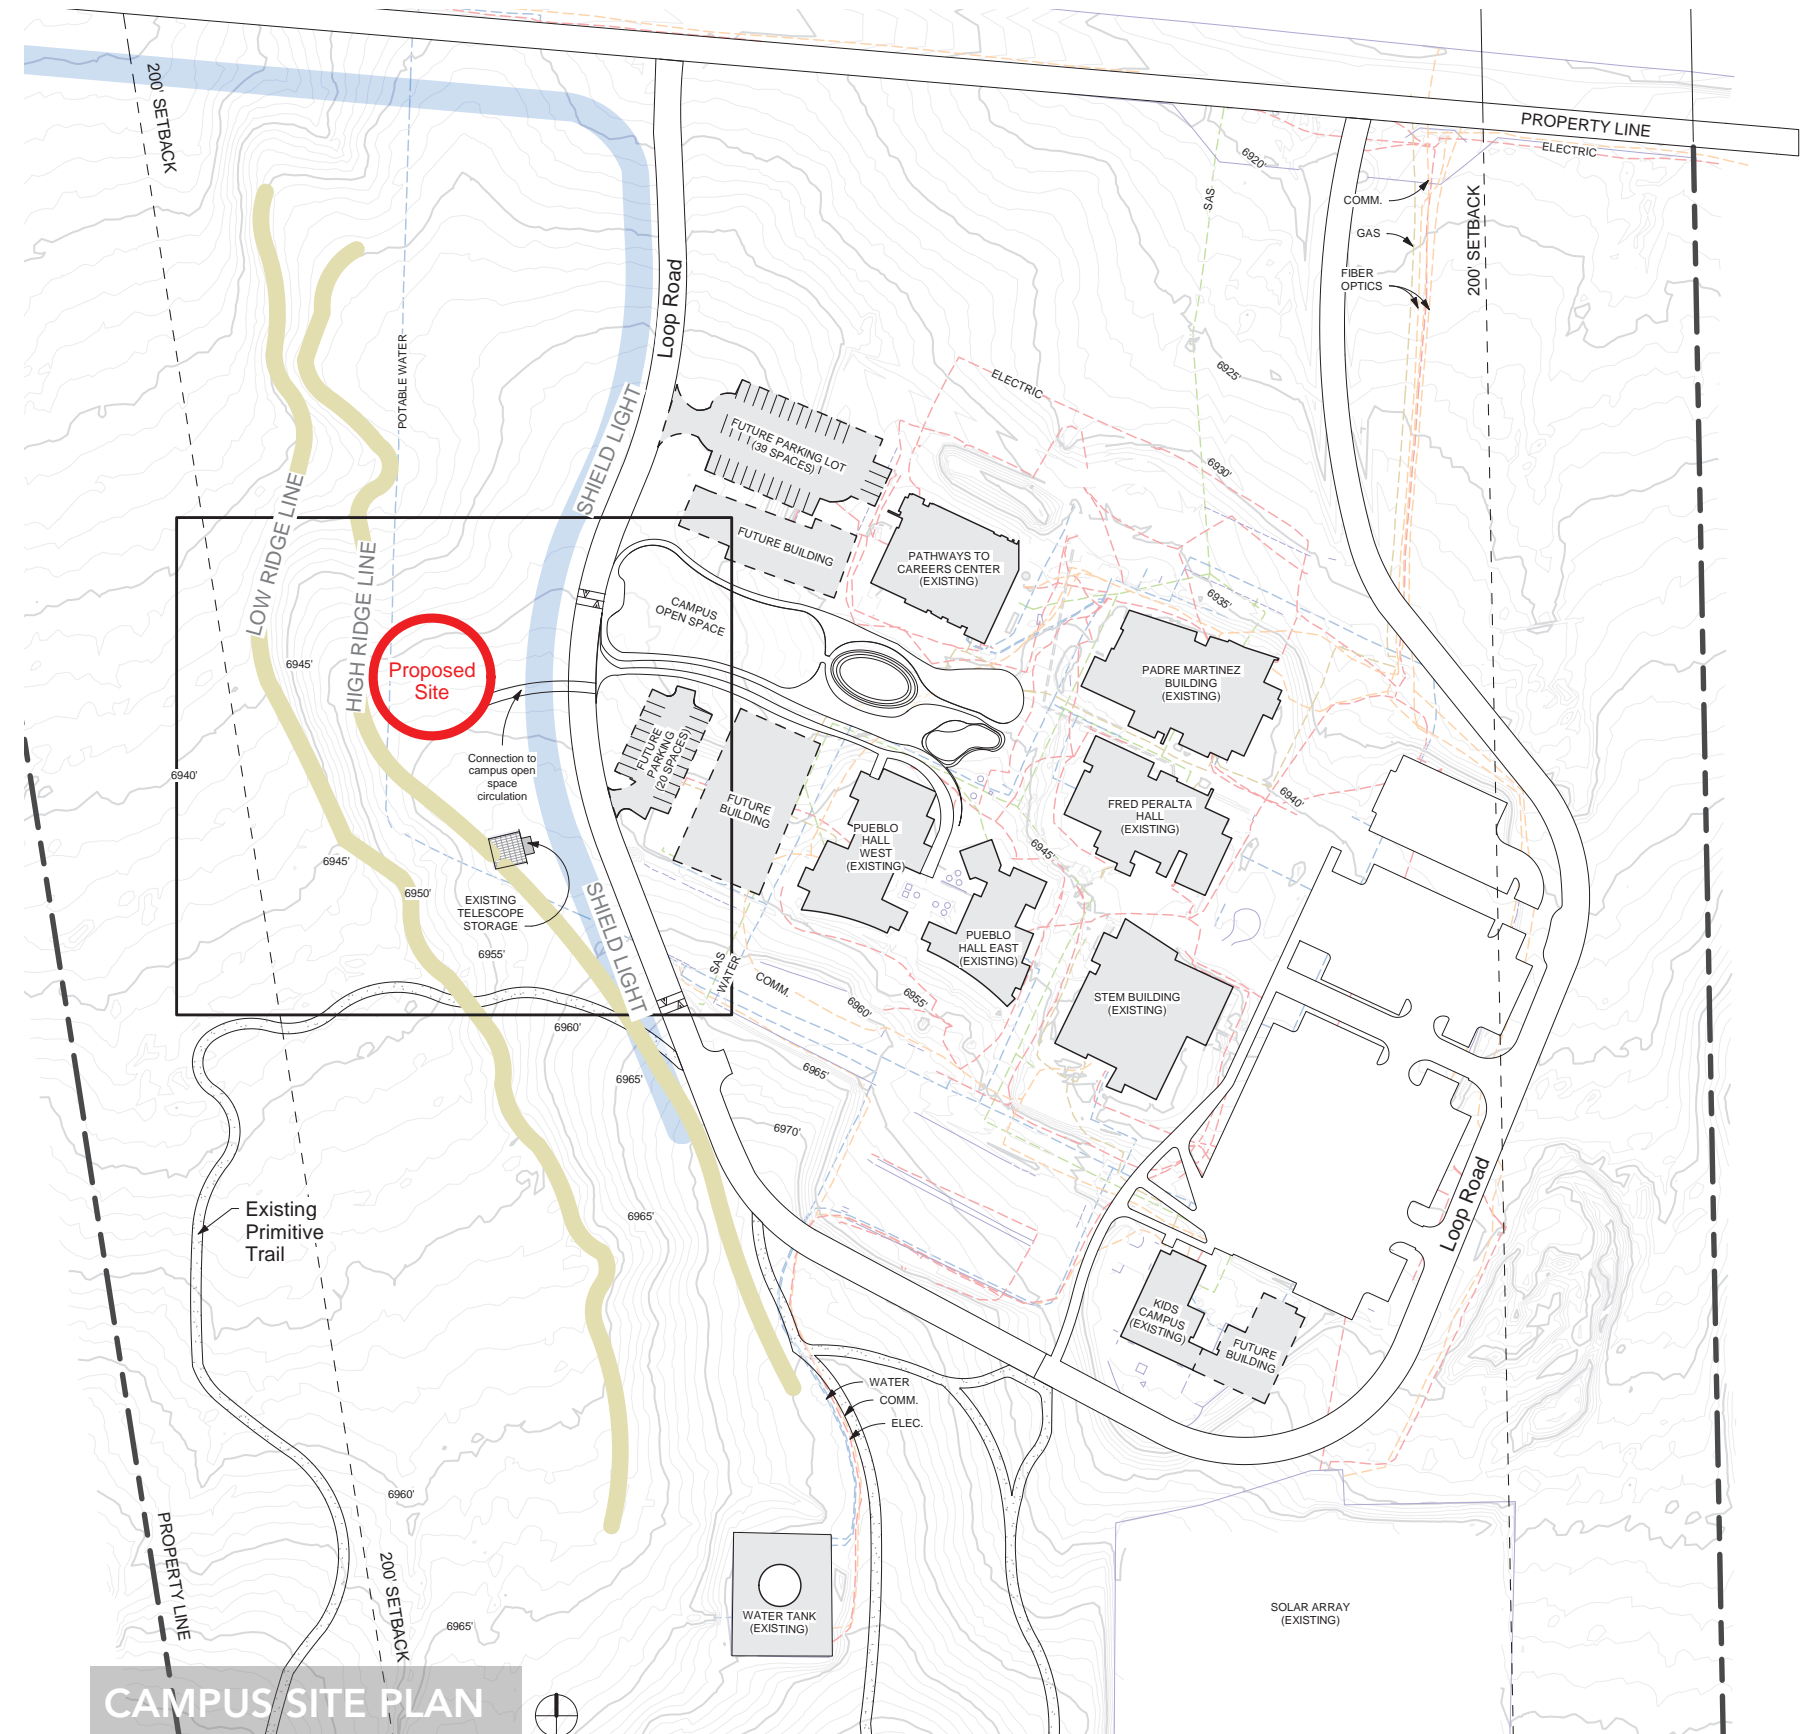 200' SETBACK
PROPERTY LINE
ELECTRIC
6920'
COMM.
SAS
200' SETBACK
GAS
FIBER
OPTICS
Loop Road
POTABLE WATER
6925'
ELECTRIC
SHIELD LIGHT
FUTURE PARKING LOT
(39 SPACES)
6930'
LOW RIDGE LINE
FUTURE BUILDING
PATHWAYS TO
CAREERS CENTER
(EXISTING)
HIGH RIDGE LINE
CAMPUS
OPEN SPACE
6935'
6945'
Proposed
Site
PADRE MARTINEZ
BUILDING
(EXISTING)
FUTURE
PARKING
(20 SPACES)
Connection to
campus open
space
circulation
6940'
FUTURE
BUILDING
6940'
FRED PERALTA
HALL
(EXISTING)
PUEBLO
HALL
WEST
(EXISTING)
6945'
6945'
6950'
EXISTING
TELESCOPE
STORAGE
SHIELD LIGHT
PUEBLO
HALL EAST
(EXISTING)
6955'
SAS
WATER
COMM.
6960'
6955'
STEM BUILDING
(EXISTING)
6960'
6965'
6965'
6970'
Existing
Primitive
Trail
6965'
Loop Road
KIDS
CAMPUS
(EXISTING)
FUTURE
BUILDING
WATER
COMM.
ELEC.
6960'
PROPERTY LINE
200' SETBACK
6965'
WATER TANK
(EXISTING)
SOLAR ARRAY
(EXISTING)
CAMPUS SITE PLAN